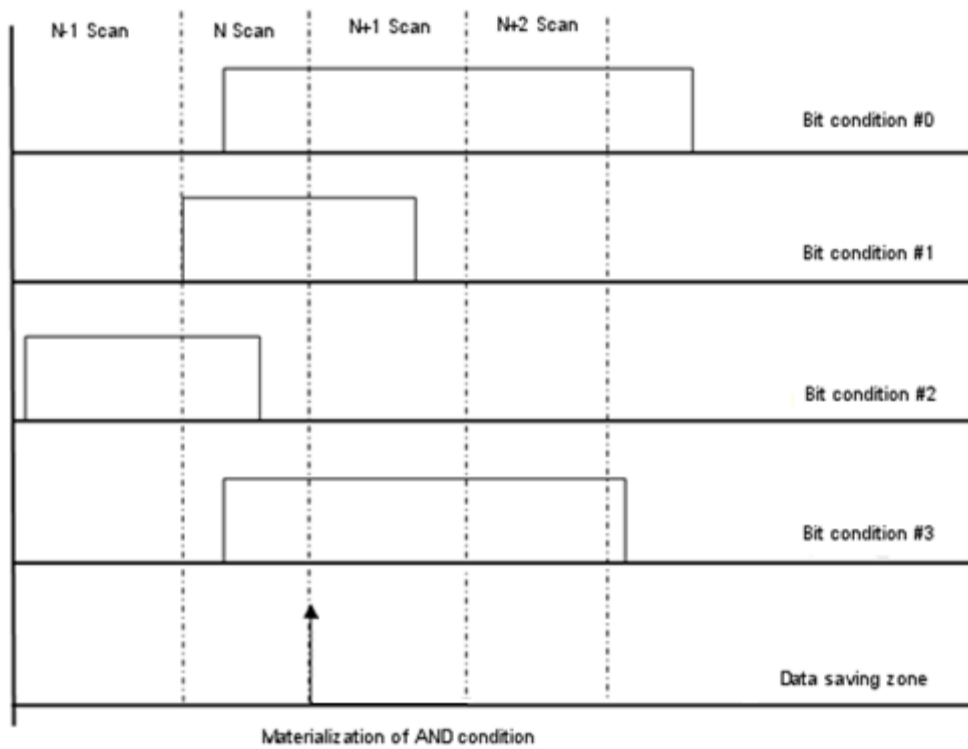 N-1 Scan
N Scan
N+1 Scan
N+2 Scan
Bit condition #0
Bit condition #1
Bit condition #2
Bit condition #3
Data saving zone
Materialization of AND condition